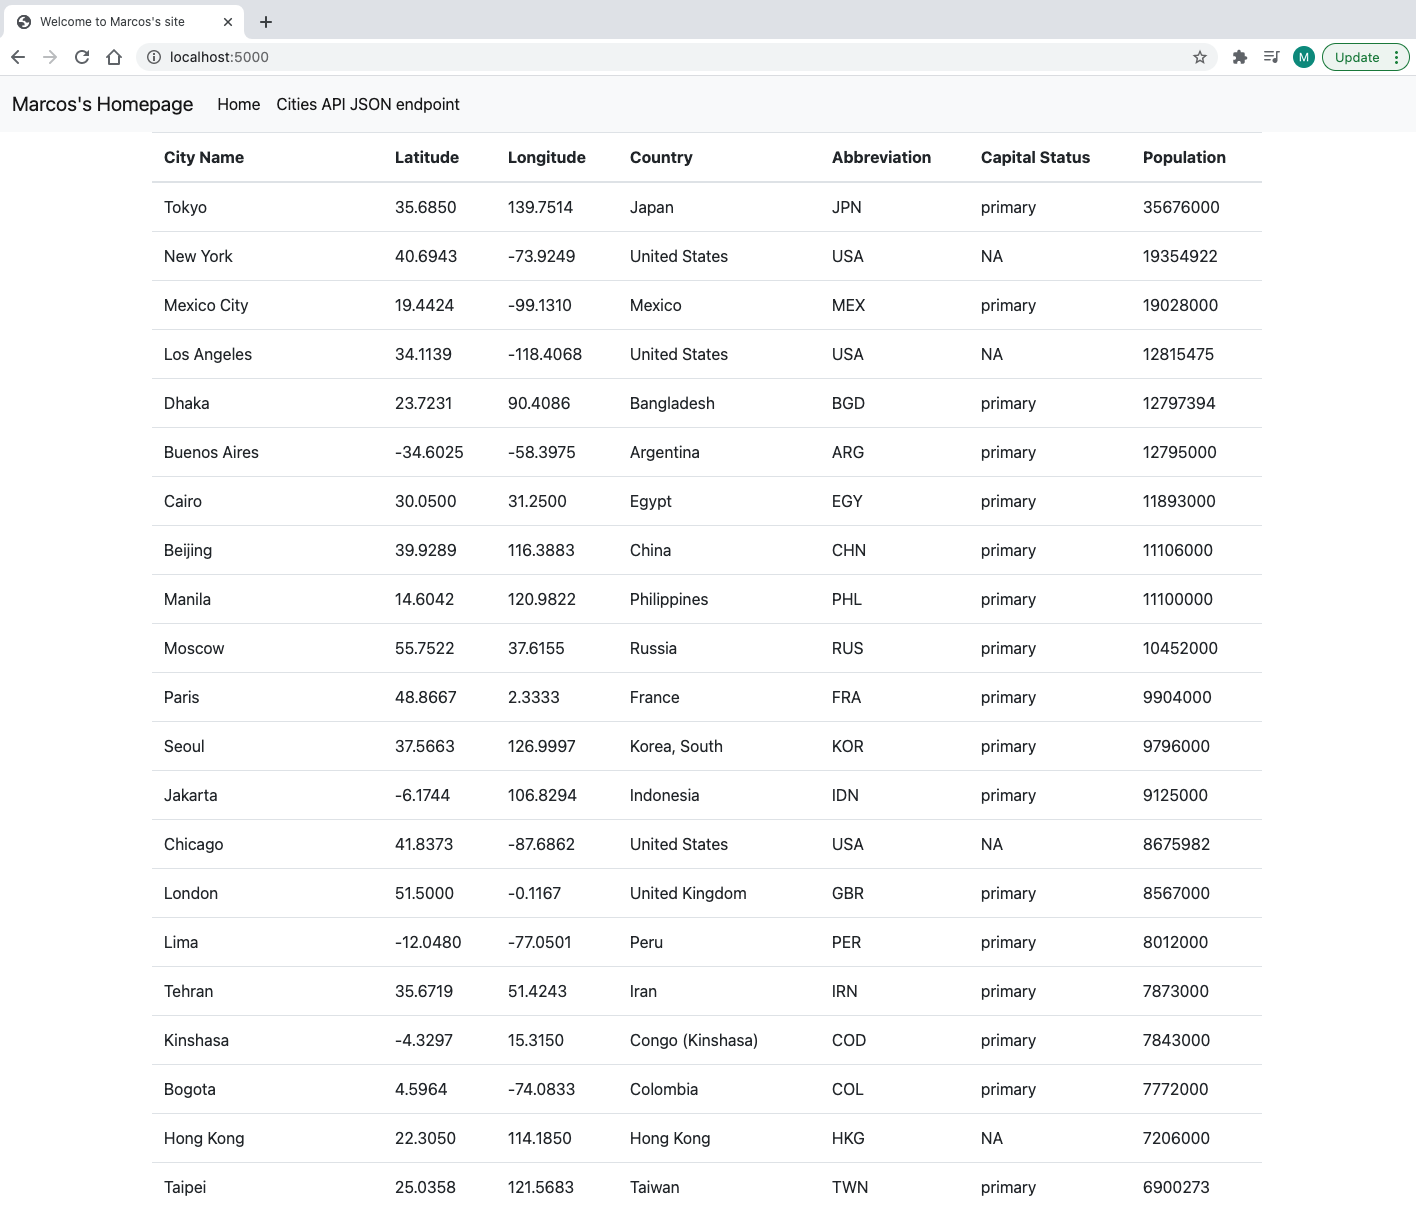 Welcome to Marcos's site
localhost:5000
M
Update
Marcos's Homepage Home Cities API JSON endpoint
City Name Latitude Longitude Country Abbreviation Capital Status Population
Tokyo 35.6850 139.7514 Japan JPN primary 35676000
New York 40.6943 -73.9249 United States USA NA 19354922
Mexico City 19.4424 -99.1310 Mexico MEX primary 19028000
Los Angeles 34.1139 -118.4068 United States USA NA 12815475
Dhaka 23.7231 90.4086 Bangladesh BGD primary 12797394
Buenos Aires -34.6025 -58.3975 Argentina ARG primary 12795000
Cairo 30.0500 31.2500 Egypt EGY primary 11893000
Beijing 39.9289 116.3883 China CHN primary 11106000
Manila 14.6042 120.9822 Philippines PHL primary 11100000
Moscow 55.7522 37.6155 Russia RUS primary 10452000
Paris 48.8667 2.3333 France FRA primary 9904000
Seoul 37.5663 126.9997 Korea, South KOR primary 9796000
Jakarta -6.1744 106.8294 Indonesia IDN primary 9125000
Chicago 41.8373 -87.6862 United States USA NA 8675982
London 51.5000 -0.1167 United Kingdom GBR primary 8567000
Lima -12.0480 -77.0501 Peru PER primary 8012000
Tehran 35.6719 51.4243 Iran IRN primary 7873000
Kinshasa -4.3297 15.3150 Congo (Kinshasa) COD primary 7843000
Bogota 4.5964 -74.0833 Colombia COL primary 7772000
Hong Kong 22.3050 114.1850 Hong Kong HKG NA 7206000
Taipei 25.0358 121.5683 Taiwan TWN primary 6900273